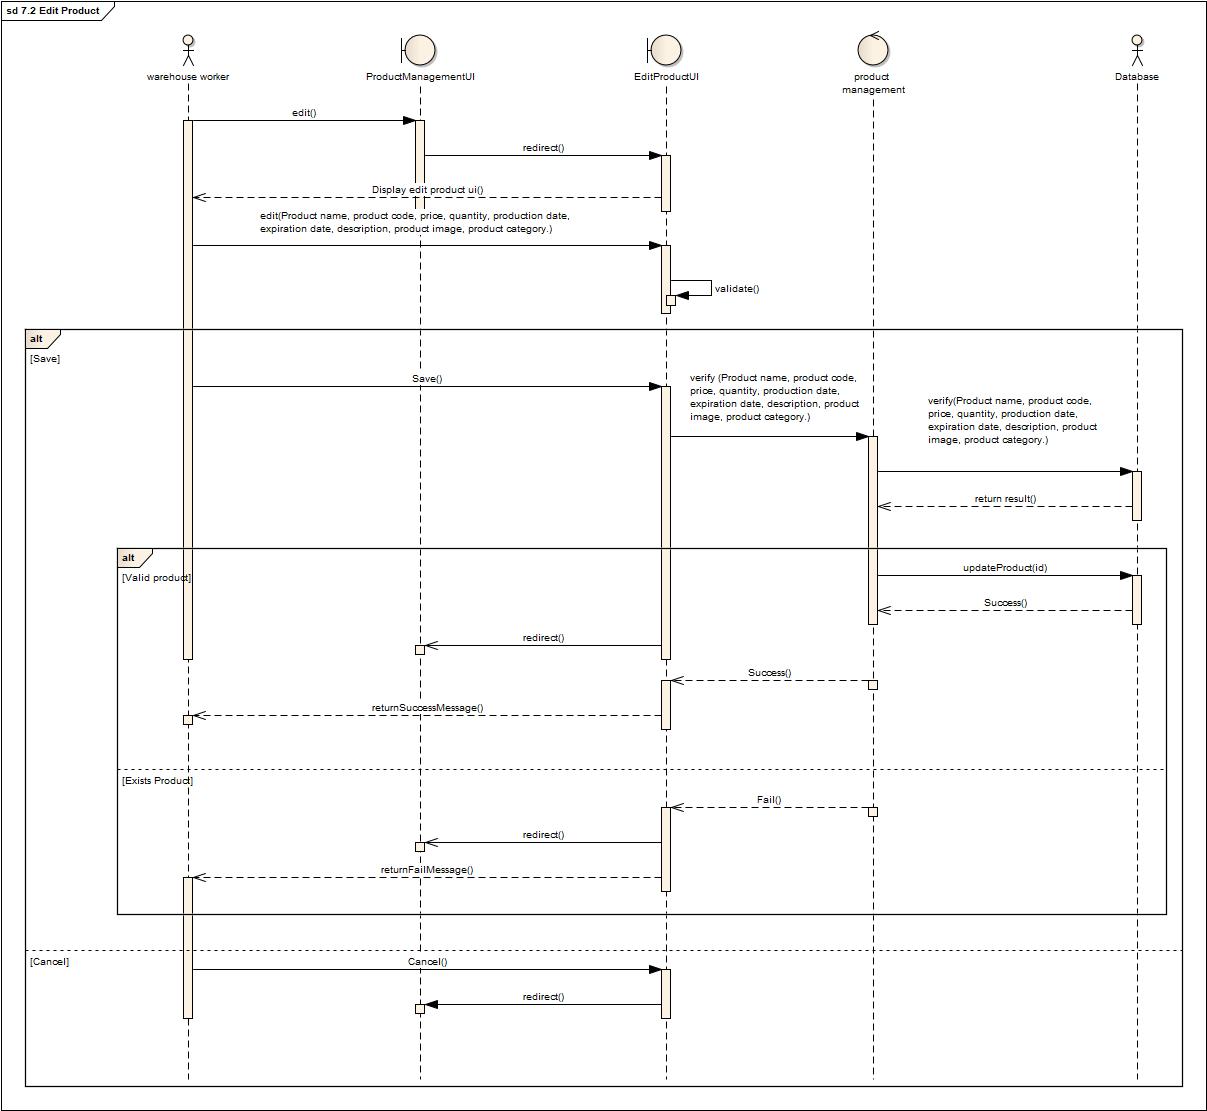 sd 7.2 Edit Product
warehouse worker
ProductManagementUI
EditProductUI
product
management
Database
edit()
redirect()
Display edit product ui()
edit(Product name, product code, price, quantity, production date,
expiration date, description, product image, product category.)
validate()
alt
[Save]
Save()
verify (Product name, product code,
price, quantity, production date,
expiration date, description, product
image, product category.)
verify(Product name, product code,
price, quantity, production date,
expiration date, description, product
image, product category.)
return result()
alt
[Valid product]
updateProduct(id)
Success()
redirect()
Success()
returnSuccessMessage()
[Exists Product]
Fail()
redirect()
returnFailMessage()
[Cancel]
Cancel()
redirect()